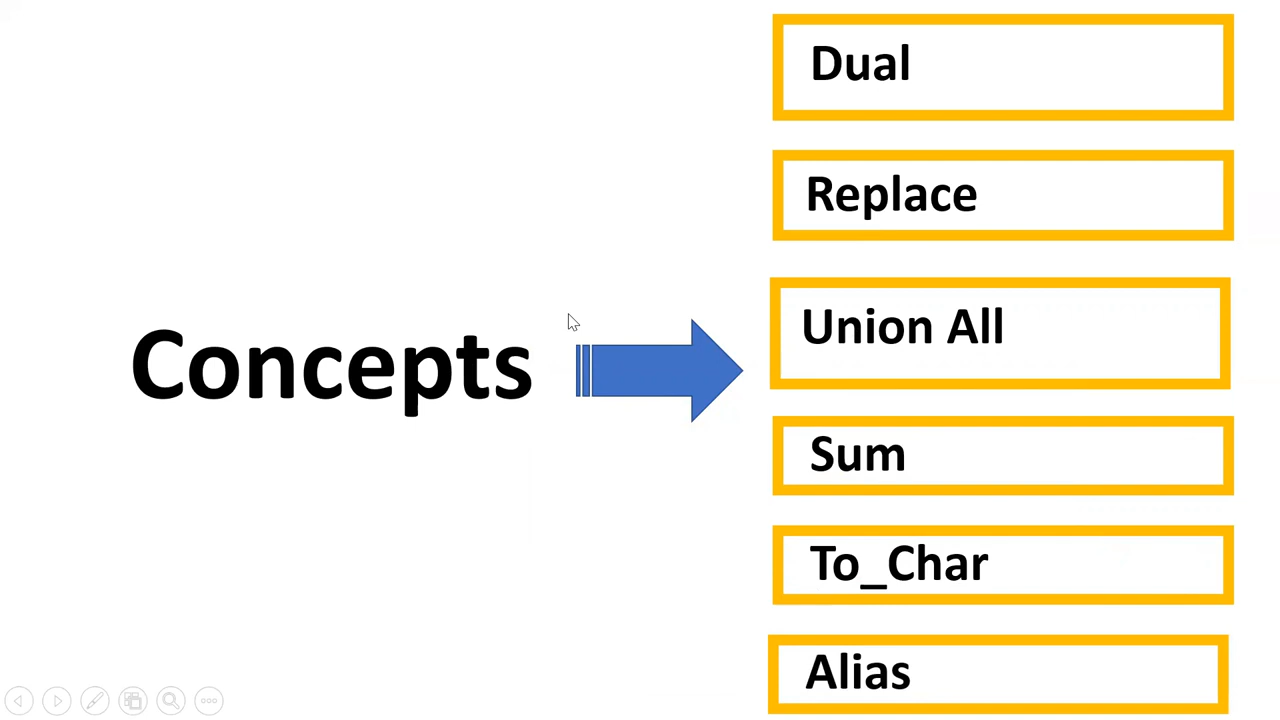 Concepts
Dual
Replace
Union All
Sum
To_Char
Alias